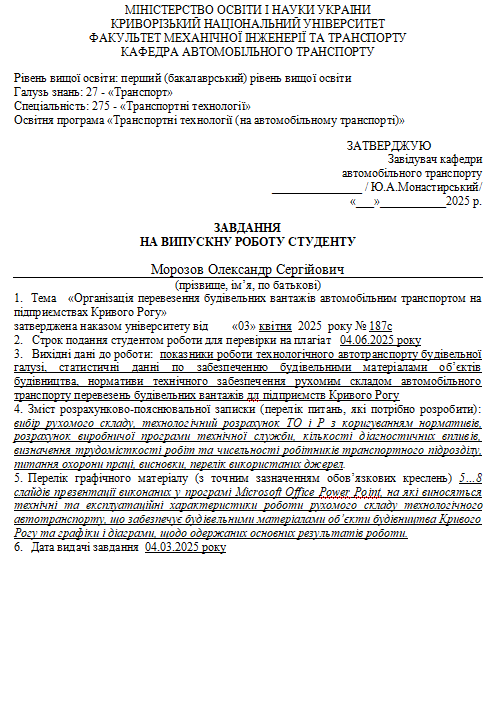 МІНІСТЕРСТВО ОСВІТИ І НАУКИ УКРАЇНИ
КРИВОРІЗЬКИЙ НАЦІОНАЛЬНИЙ УНІВЕРСИТЕТ
ФАКУЛЬТЕТ МЕХАНІЧНОЇ ІНЖЕНЕРІЇ ТА ТРАНСПОРТУ
КАФЕДРА АВТОМОБІЛЬНОГО ТРАНСПОРТУ
Рівень вищої освіти: перший (бакалаврський) рівень вищої освіти
Галузь знань: 27 - «Транспорт»
Спеціальність: 275 - «Транспортні технології»
Освітня програма «Транспортні технології (на автомобільному транспорті)»
ЗАТВЕРДЖУЮ
Завідувач кафедри
автомобільного транспорту
_______________ / Ю.А.Монастирський/
«___»___________2025 р.
ЗАВДАННЯ
НА ВИПУСКНУ РОБОТУ СТУДЕНТУ
Морозов Олександр Сергійович
(прізвище, ім’я, по батькові)
1. Тема «Організація перевезення будівельних вантажів автомобільним транспортом на
підприємствах Кривого Рогу»
затверджена наказом університету від «03» квітня 2025 року № 187с
2. Строк подання студентом роботи для перевірки на плагіат 04.06.2025 року
3. Вихідні дані до роботи: показники роботи технологічного автотранспорту будівельної
галузі, статистичні данні по забезпеченню будівельними матеріалами об’єктів
будівництва, нормативи технічного забезпечення рухомим складом автомобільного
транспорту перевезень будівельних вантажів дл підприємств Кривого Рогу
4. Зміст розрахунково-пояснювальної записки (перелік питань, які потрібно розробити):
вибір рухомого складу, технологічний розрахунок ТО і Р з коригуванням нормативів,
розрахунок виробничої програми технічної служби, кількості діагностичних впливів,
визначення трудомісткості робіт та чисельності робітників транспортного підрозділу,
питання охорони праці, висновки, перелік використаних джерел.
5. Перелік графічного матеріалу (з точним зазначенням обов’язкових креслень) 5…8
слайдів презентації виконаних у програмі Microsoft Office Power Point, на які виносяться
технічні та експлуатаційні характеристики роботи рухомого складу технологічного
автотранспорту, що забезпечує будівельними матеріалами об’єкти будівництва Кривого
Рогу та графіки і діаграми, щодо одержаних основних результатів роботи.
6. Дата видачі завдання 04.03.2025 року